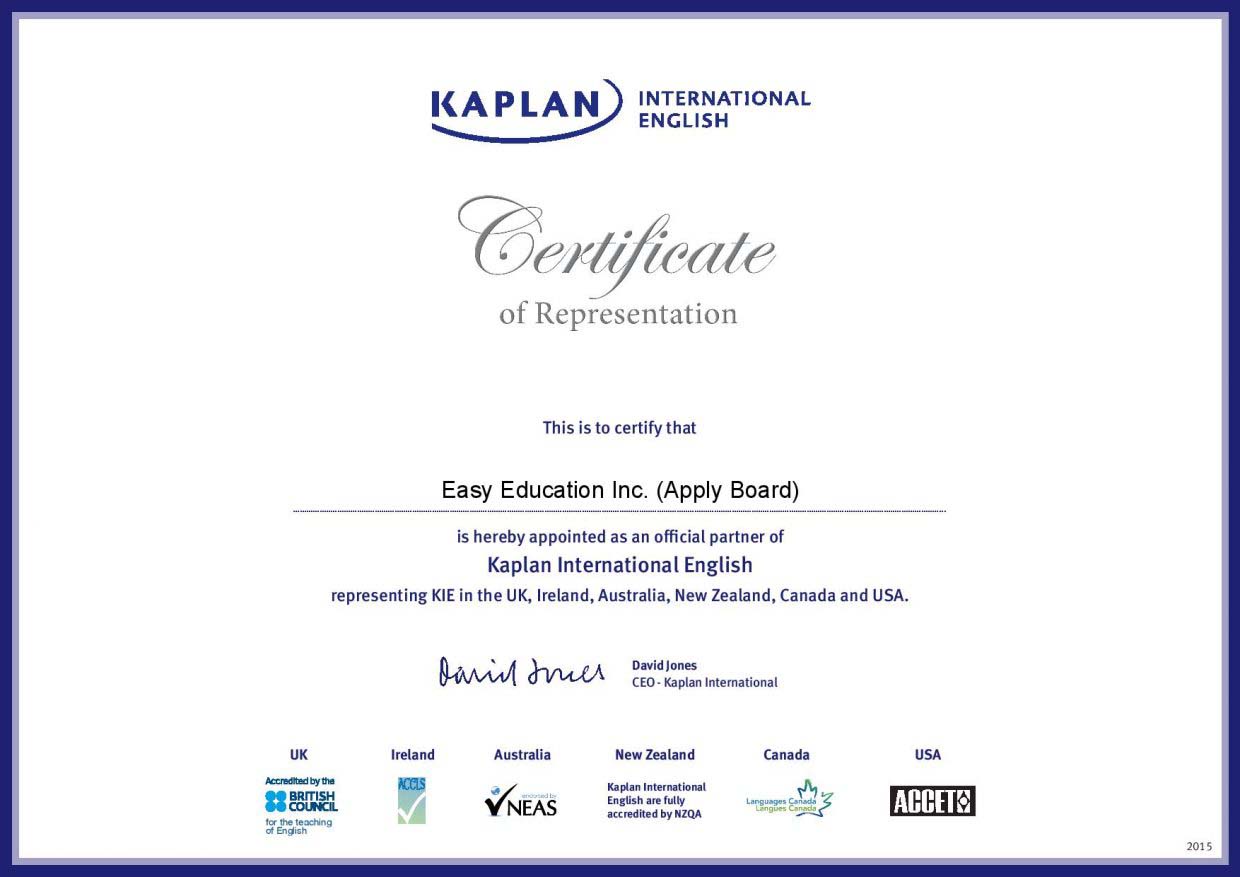 KAPLAN INTERNATIONAL
ENGLISH
Certificate
of Representation
This is to certify that
Easy Education Inc. (Apply Board)
is hereby appointed as an official partner of
Kaplan International English
representing KIE in the UK, Ireland, Australia, New Zealand, Canada and USA.
David Jones
David Jones
CEO - Kaplan International
UK
Ireland
Australia
New Zealand
Canada
USA
Accredited by the
BRITISH
COUNCIL
for the teaching
of English
ACCLS
endorsed by
NEAS
Kaplan International
English are fully
accredited by NZQA
Languages Canada
Langues Canada
ACCET
2015